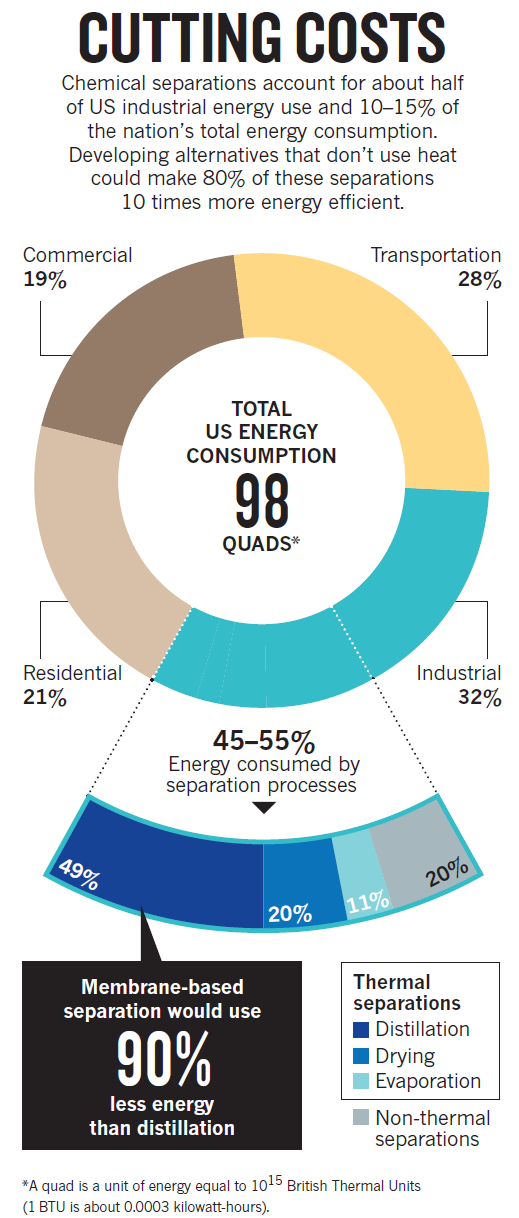 CUTTING COSTS
Chemical separations account for about half
of US industrial energy use and 10–15% of
the nation’s total energy consumption.
Developing alternatives that don’t use heat
could make 80% of these separations
10 times more energy efficient.
Commercial
19%
Transportation
28%
TOTAL
US ENERGY
CONSUMPTION
98
QUADS*
Residential
21%
Industrial
32%
45–55%
Energy consumed by
separation processes
49%
20%
11%
20%
Membrane-based
separation would use
90%
less energy
than distillation
Thermal
separations
Distillation
Drying
Evaporation
Non-thermal
separations
*A quad is a unit of energy equal to 10¹⁵ British Thermal Units
(1 BTU is about 0.0003 kilowatt-hours).